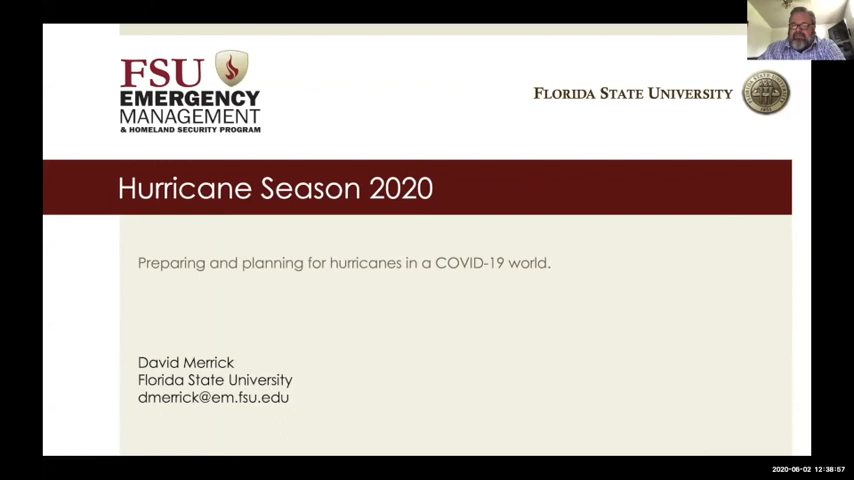 FSU
EMERGENCY
MANAGEMENT
& HOMELAND SECURITY PROGRAM
FLORIDA STATE UNIVERSITY
Hurricane Season 2020
Preparing and planning for hurricanes in a COVID-19 world.
David Merrick
Florida State University
dmerrick@em.fsu.edu
2020-06-02 12:38:57